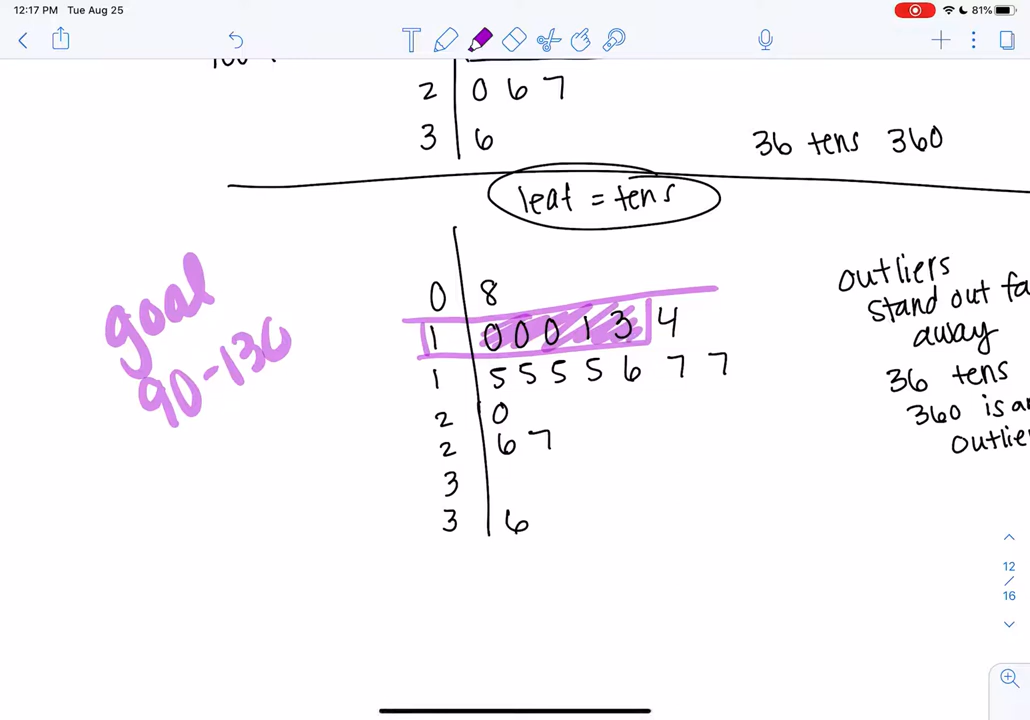 12:17 PM Tue Aug 25
81%
T
2 | 0 6 7
3 | 6
36 tens 360
leaf = tens
0 | 8
1 | 0 0 0 1 3 4
1 | 5 5 5 5 6 7 7
2 | 0
2 | 6 7
3 |
3 | 6
goal
90-130
outliers
stand out fa
away
36 tens
360 is a
outlie
12
/
16